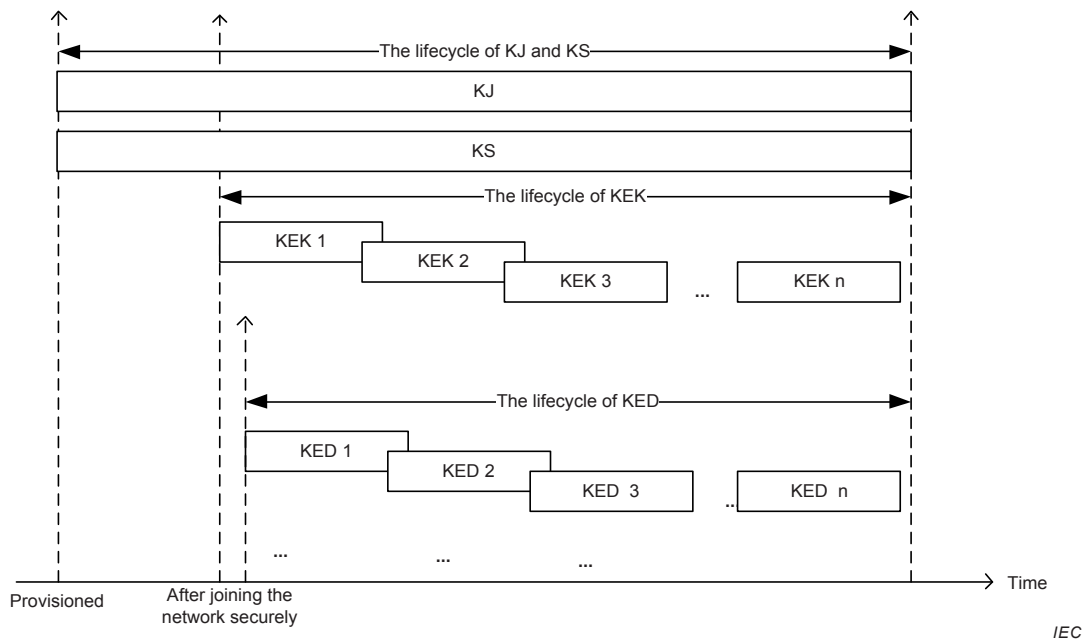 The lifecycle of KJ and KS
KJ
KS
The lifecycle of KEK
KEK 1
KEK 2
KEK 3
...
KEK n
The lifecycle of KED
KED 1
KED 2
KED 3
..
KED n
...
...
...
Time
Provisioned
After joining the
network securely
IEC